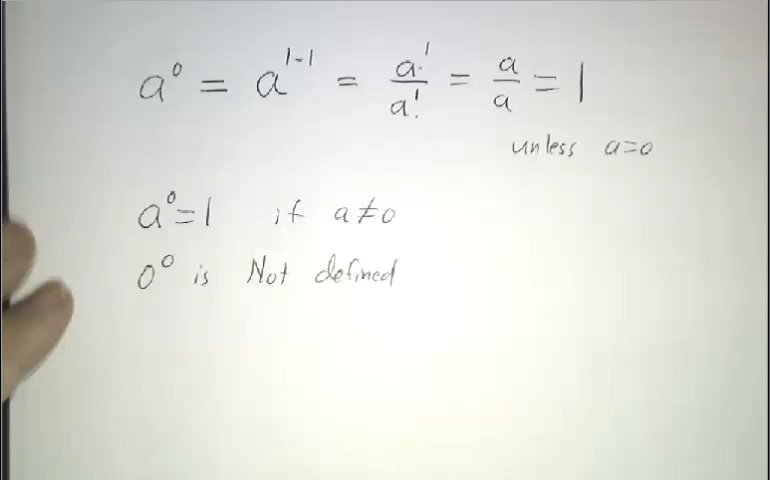 a⁰ = a¹⁻¹ = a¹/a¹ = a/a = 1
unless a=0
a⁰=1 if a≠0
0⁰ is Not defined